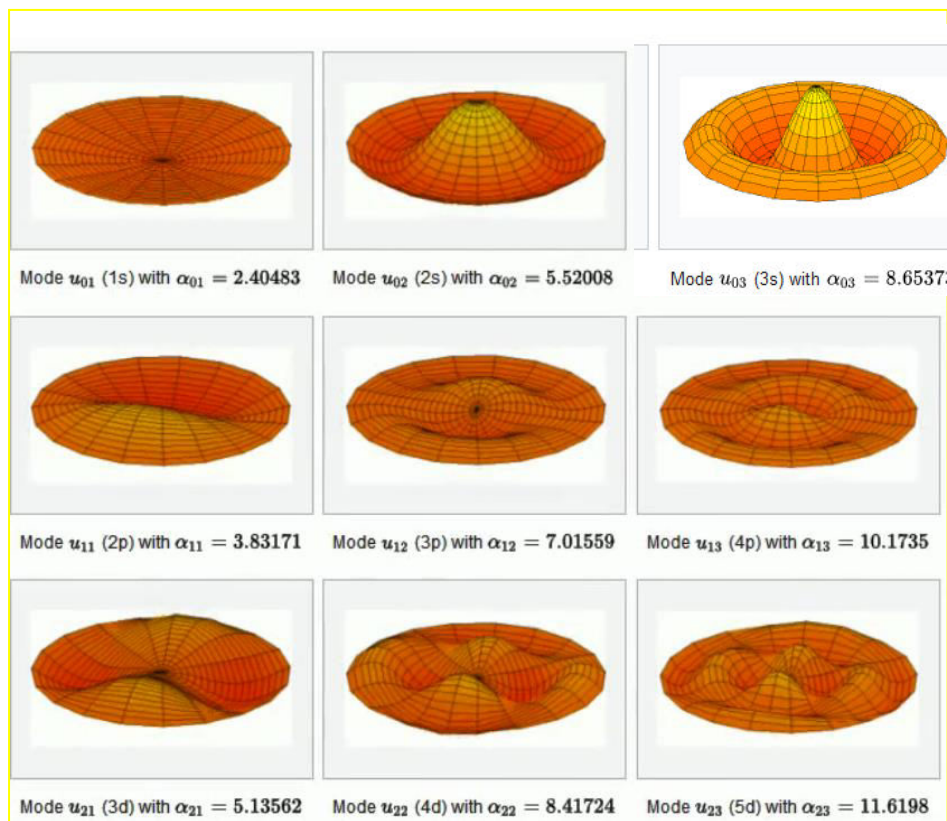 Mode u₀₁ (1s) with α₀₁ = 2.40483
Mode u₀₂ (2s) with α₀₂ = 5.52008
Mode u₀₃ (3s) with α₀₃ = 8.6537
Mode u₁₁ (2p) with α₁₁ = 3.83171
Mode u₁₂ (3p) with α₁₂ = 7.01559
Mode u₁₃ (4p) with α₁₃ = 10.1735
Mode u₂₁ (3d) with α₂₁ = 5.13562
Mode u₂₂ (4d) with α₂₂ = 8.41724
Mode u₂₃ (5d) with α₂₃ = 11.6198